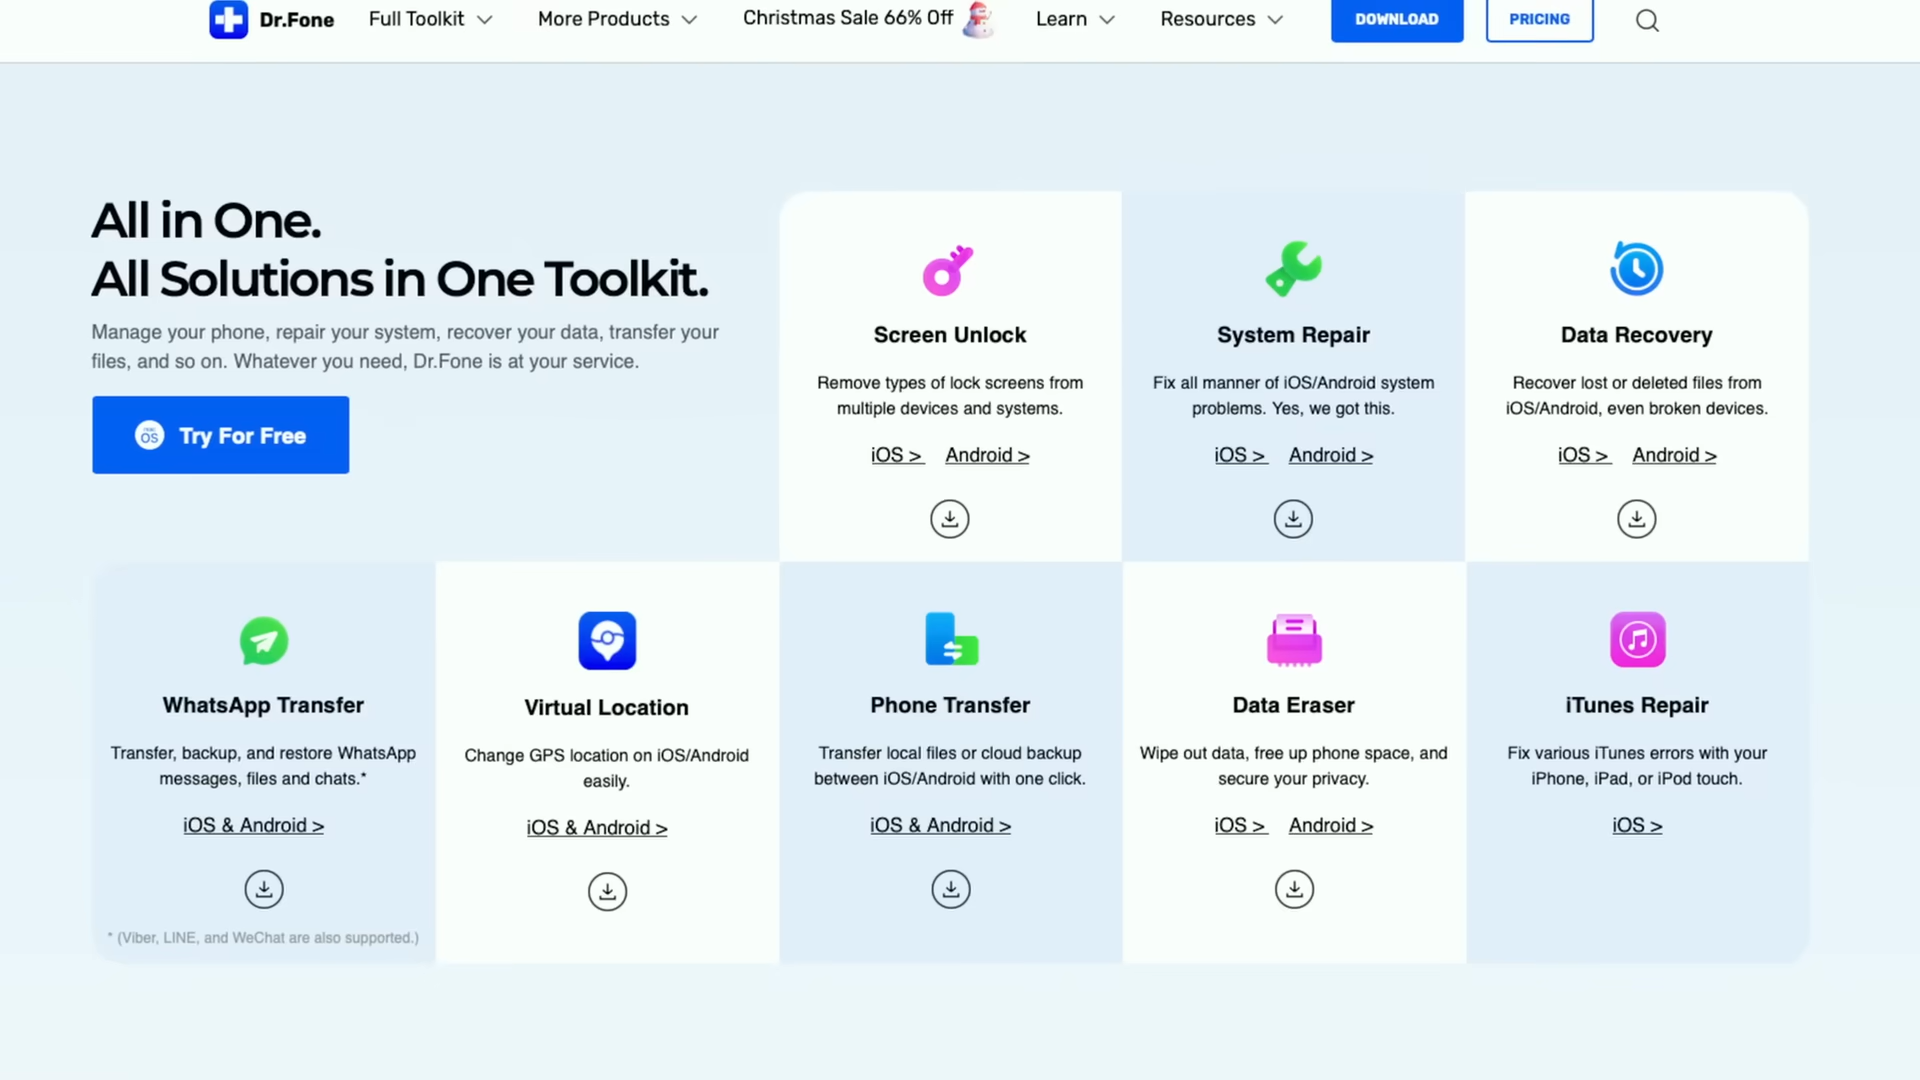 Dr.Fone
Full Toolkit
More Products
Christmas Sale 66% Off
Learn
Resources
DOWNLOAD
PRICING
All in One.
All Solutions in One Toolkit.
Manage your phone, repair your system, recover your data, transfer your
files, and so on. Whatever you need, Dr.Fone is at your service.
macOS
Try For Free
Screen Unlock
Remove types of lock screens from
multiple devices and systems.
iOS > Android >
System Repair
Fix all manner of iOS/Android system
problems. Yes, we got this.
iOS > Android >
Data Recovery
Recover lost or deleted files from
iOS/Android, even broken devices.
iOS > Android >
WhatsApp Transfer
Transfer, backup, and restore WhatsApp
messages, files and chats.*
iOS & Android >
* (Viber, LINE, and WeChat are also supported.)
Virtual Location
Change GPS location on iOS/Android
easily.
iOS & Android >
Phone Transfer
Transfer local files or cloud backup
between iOS/Android with one click.
iOS & Android >
Data Eraser
Wipe out data, free up phone space, and
secure your privacy.
iOS > Android >
iTunes Repair
Fix various iTunes errors with your
iPhone, iPad, or iPod touch.
iOS >